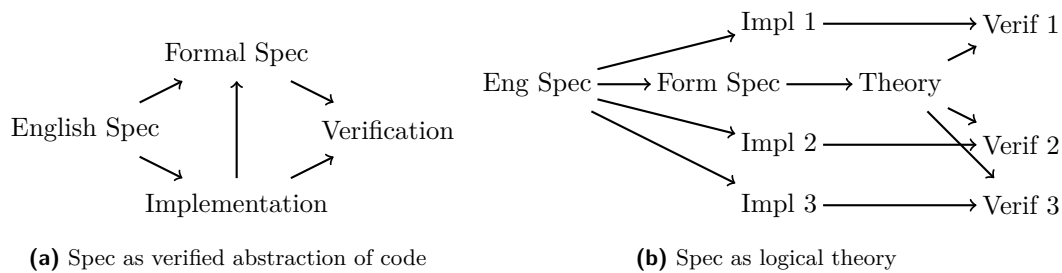 Formal Spec
English Spec
Verification
Implementation
(a) Spec as verified abstraction of code
Impl 1
Verif 1
Eng Spec
Form Spec
Theory
Impl 2
Verif 2
Impl 3
Verif 3
(b) Spec as logical theory